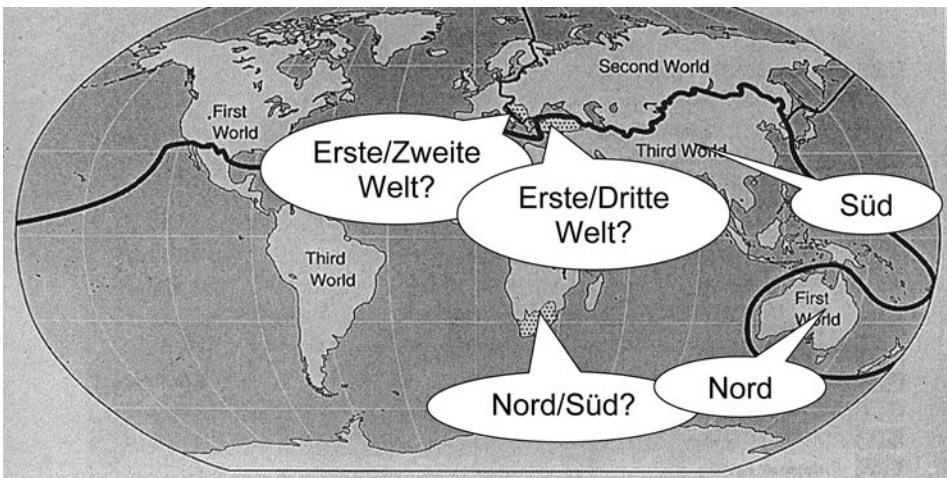 Second World
First
World
Erste/Zweite
Welt?
Third World
Erste/Dritte
Welt?
Süd
Third
World
First
World
Nord/Süd?
Nord